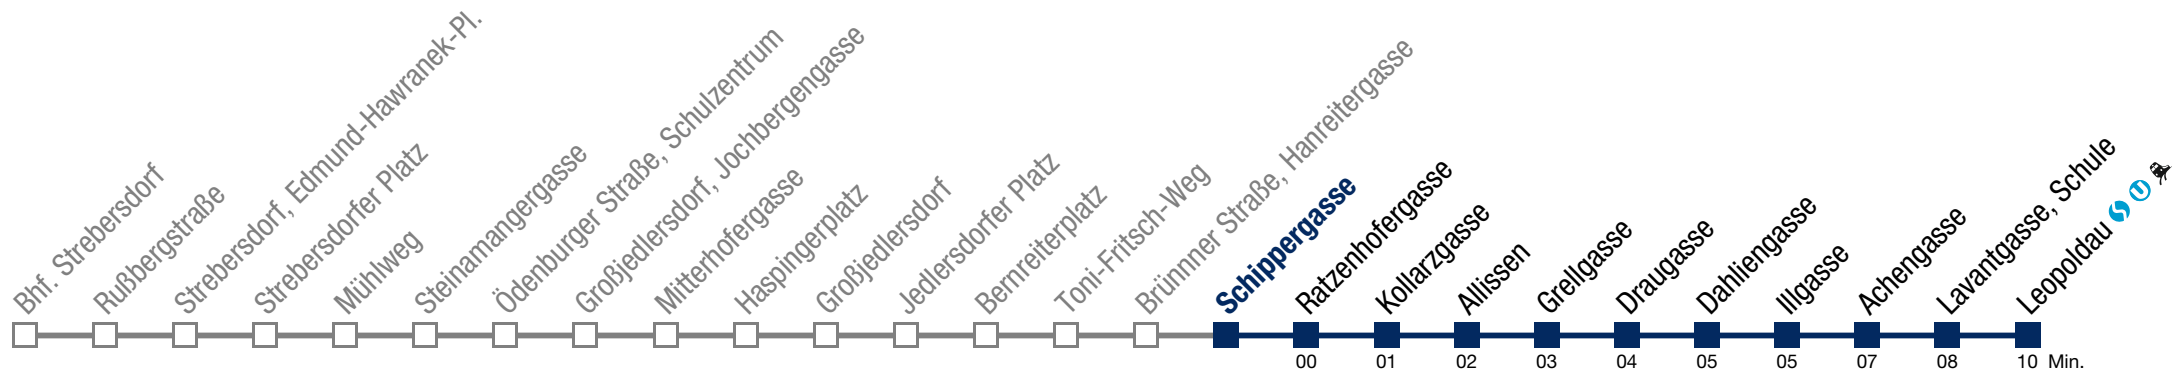 Bhf. Strebersdorf
Rußbergstraße
Strebersdorf, Edmund-Hawranek-Pl.
Strebersdorfer Platz
Mühlweg
Steinamangergasse
Ödenburger Straße, Schulzentrum
Großjedlersdorf, Jochbergengasse
Mitterhofergasse
Haspingerplatz
Großjedlersdorf
Jedlersdorfer Platz
Bernreiterplatz
Toni-Fritsch-Weg
Brünnner Straße, Hanreitergasse
Schippergasse
Ratzenhofergasse
Kollarzgasse
Allissen
Grellgasse
Draugasse
Dahliengasse
Illgasse
Achengasse
Lavantgasse, Schule
Leopoldau S U
00 01 02 03 04 05 05 07 08 10 Min.